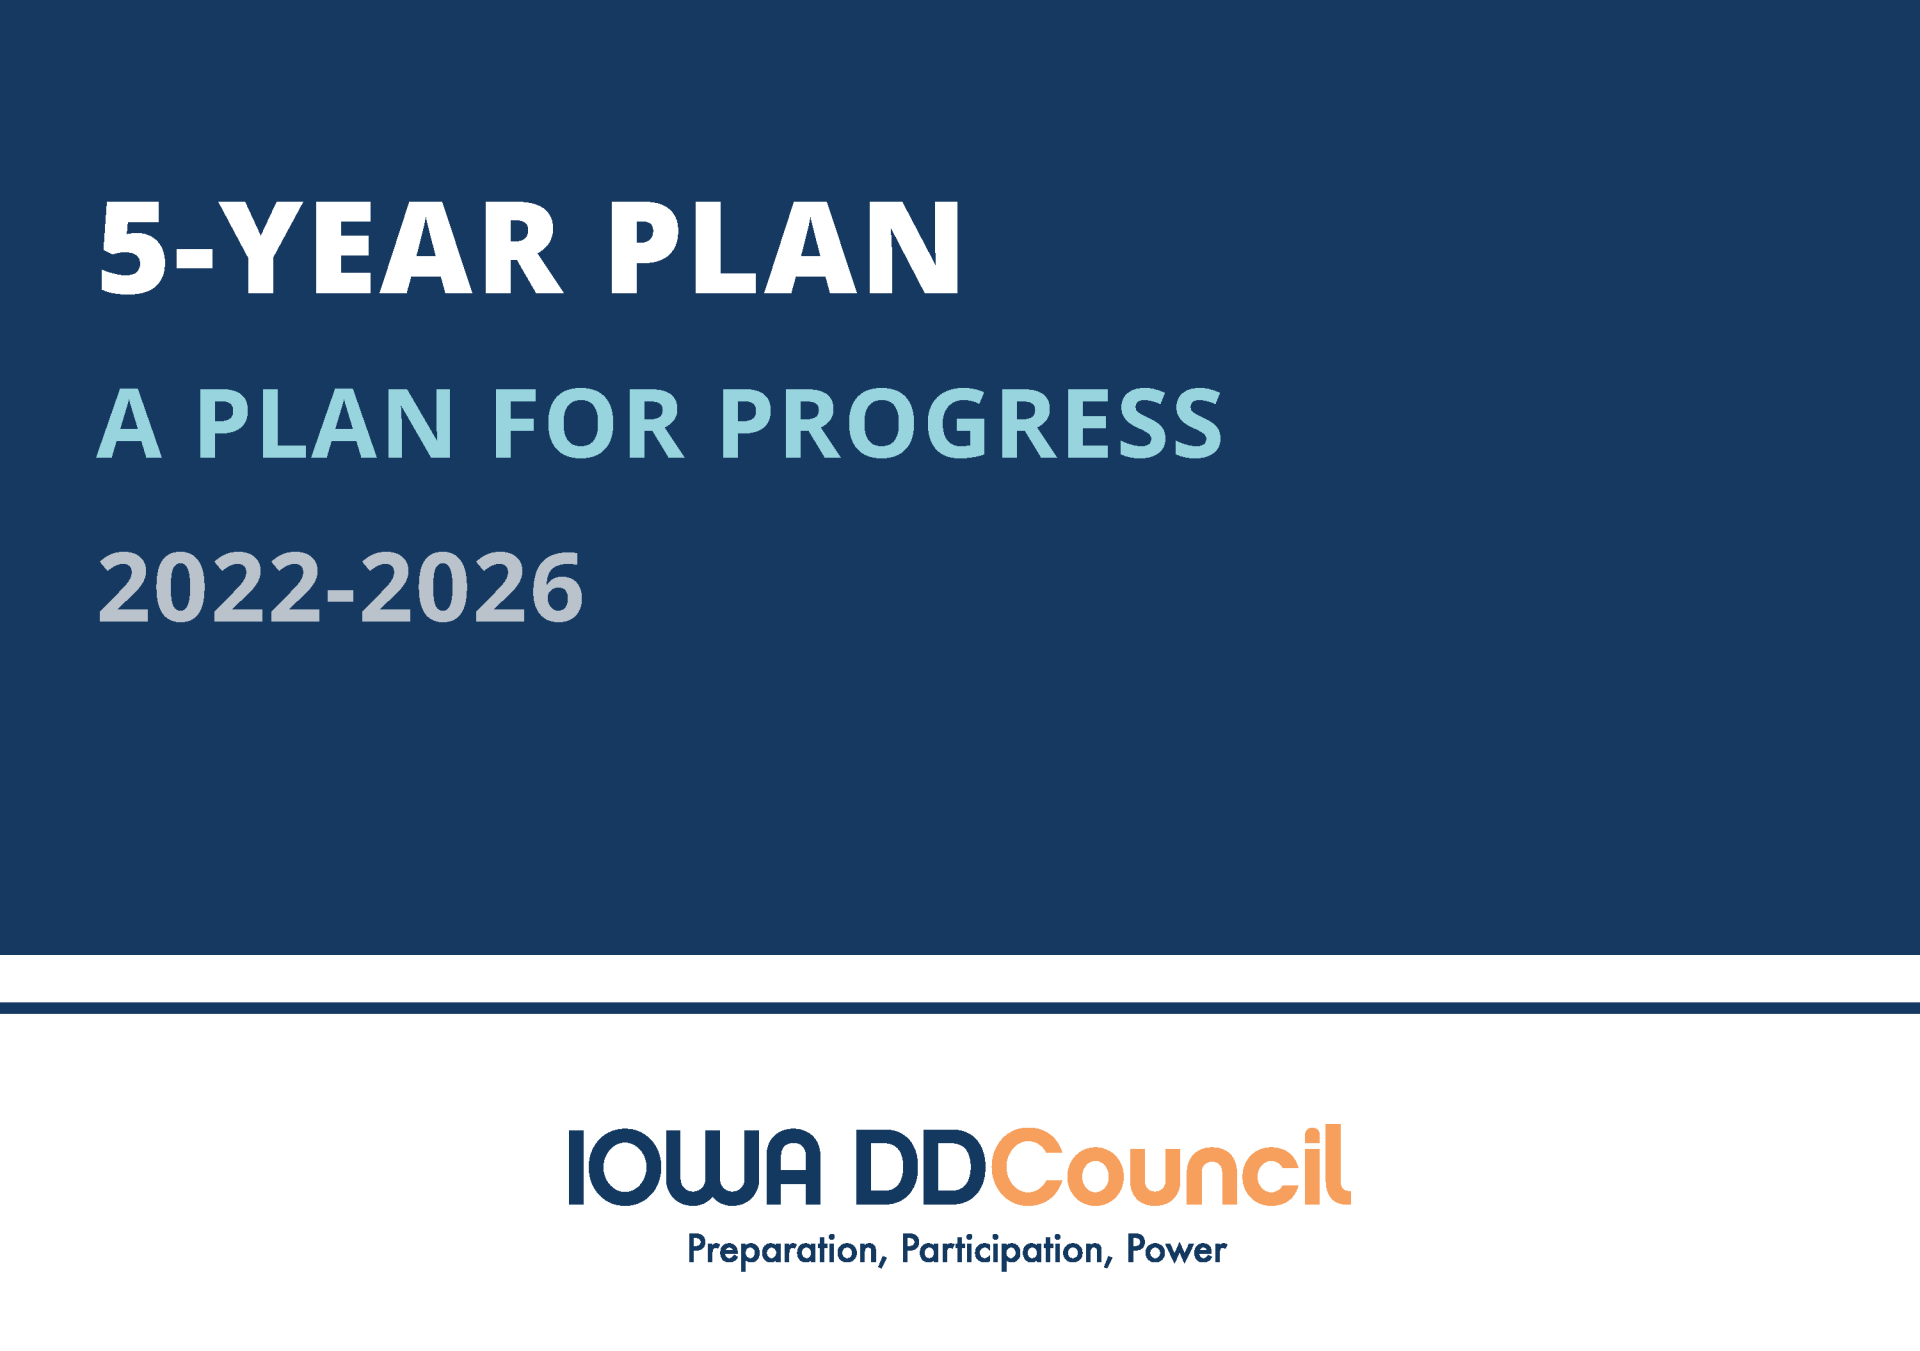 5-YEAR PLAN
A PLAN FOR PROGRESS
2022-2026
IOWA DDCouncil
Preparation, Participation, Power